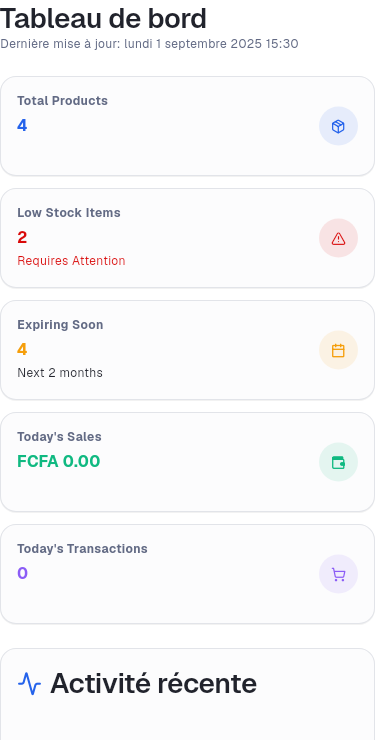 Tableau de bord
Dernière mise à jour: lundi 1 septembre 2025 15:30
Total Products
4
Low Stock Items
2
Requires Attention
Expiring Soon
4
Next 2 months
Today's Sales
FCFA 0.00
Today's Transactions
0
Activité récente